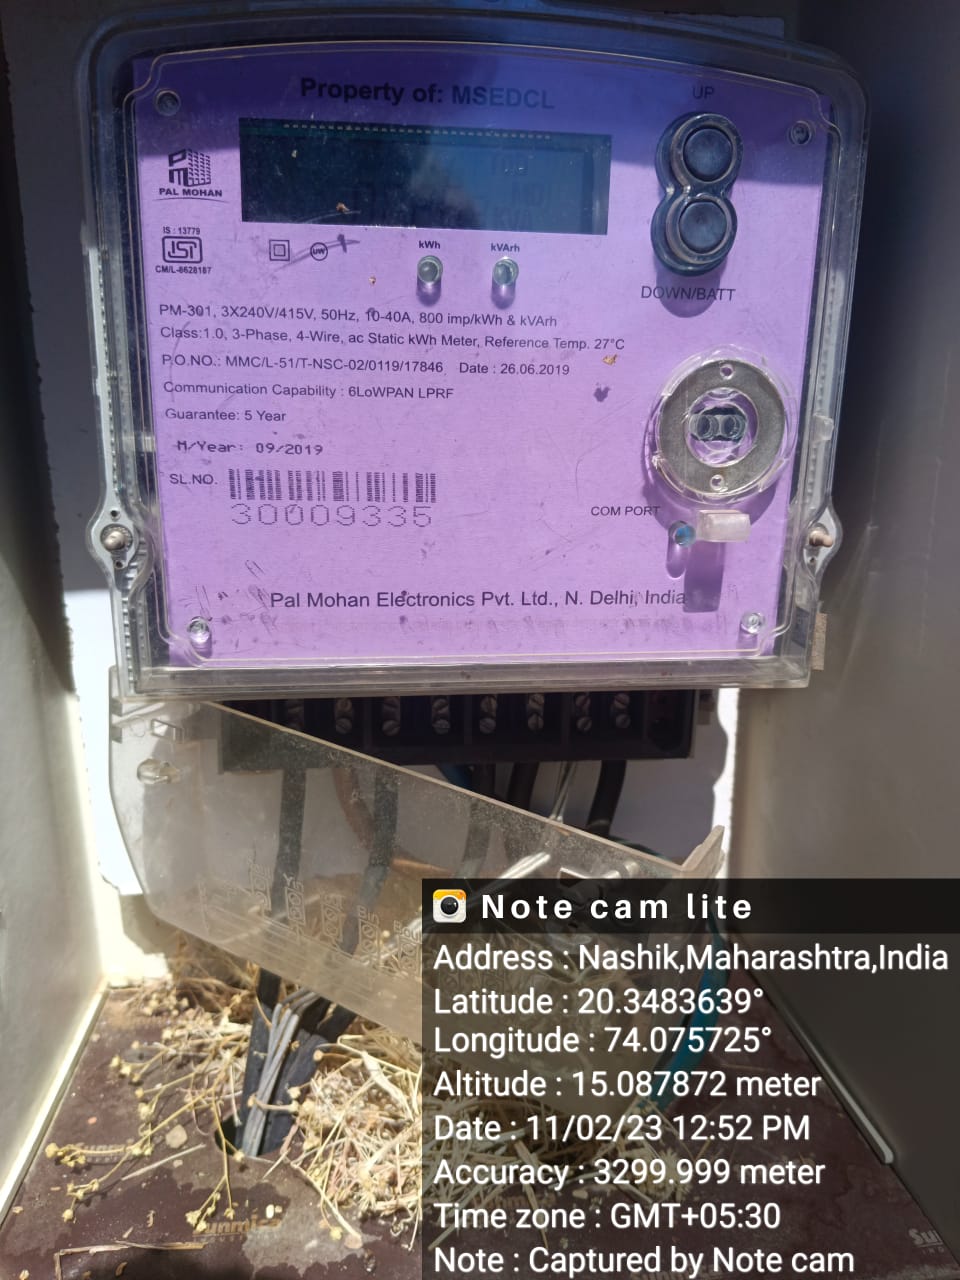 Property of: MSEDCL
UP
PAL MOHAN
IS : 13779
ISI
CM/L-8628187
UW
kWh
kVArh
DOWN/BATT
PM-301, 3X240V/415V, 50Hz, 10-40A, 800 imp/kWh & kVArh
Class:1.0, 3-Phase, 4-Wire, ac Static kWh Meter, Reference Temp. 27°C
P.O.NO.: MMC/L-51/T-NSC-02/0119/17846 Date : 26.06.2019
Communication Capability : 6LoWPAN LPRF
Guarantee: 5 Year
M/Year: 09/2019
SL.NO.
30009335
COM PORT
Pal Mohan Electronics Pvt. Ltd., N. Delhi, India
Note cam lite
Address : Nashik,Maharashtra,India
Latitude : 20.3483639°
Longitude : 74.075725°
Altitude : 15.087872 meter
Date : 11/02/23 12:52 PM
Accuracy : 3299.999 meter
Time zone : GMT+05:30
Note : Captured by Note cam